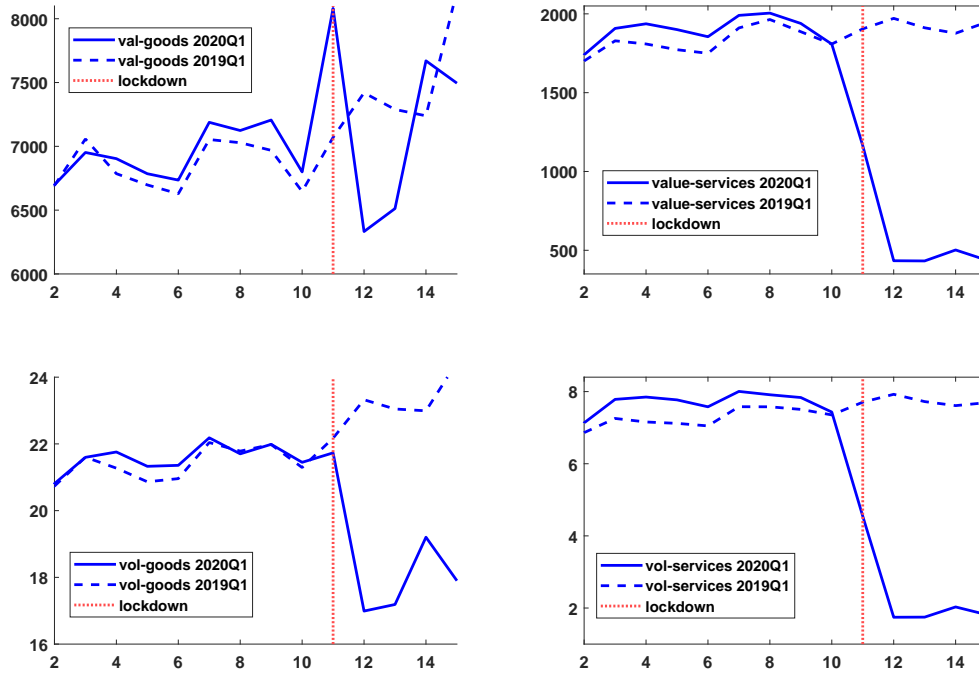 8000
7500
7000
6500
6000
val-goods 2020Q1
val-goods 2019Q1
lockdown
2 4 6 8 10 12 14
2000
1500
1000
500
value-services 2020Q1
value-services 2019Q1
lockdown
2 4 6 8 10 12 14
24
22
20
18
16
vol-goods 2020Q1
vol-goods 2019Q1
lockdown
2 4 6 8 10 12 14
8
6
4
2
vol-services 2020Q1
vol-services 2019Q1
lockdown
2 4 6 8 10 12 14